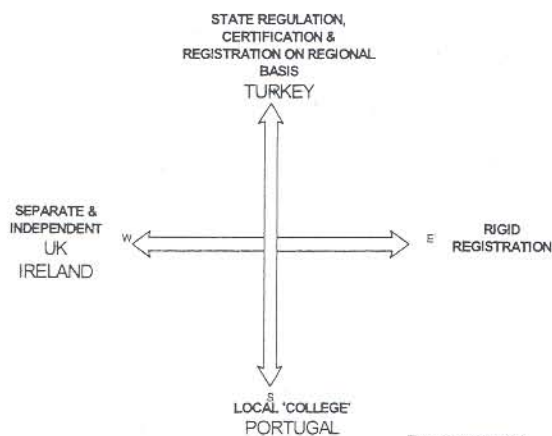 STATE REGULATION,
CERTIFICATION &
REGISTRATION ON REGIONAL
BASIS
TURKEY
SEPARATE &
INDEPENDENT
UK
IRELAND
W
E
RIGID
REGISTRATION
S
LOCAL 'COLLEGE'
PORTUGAL